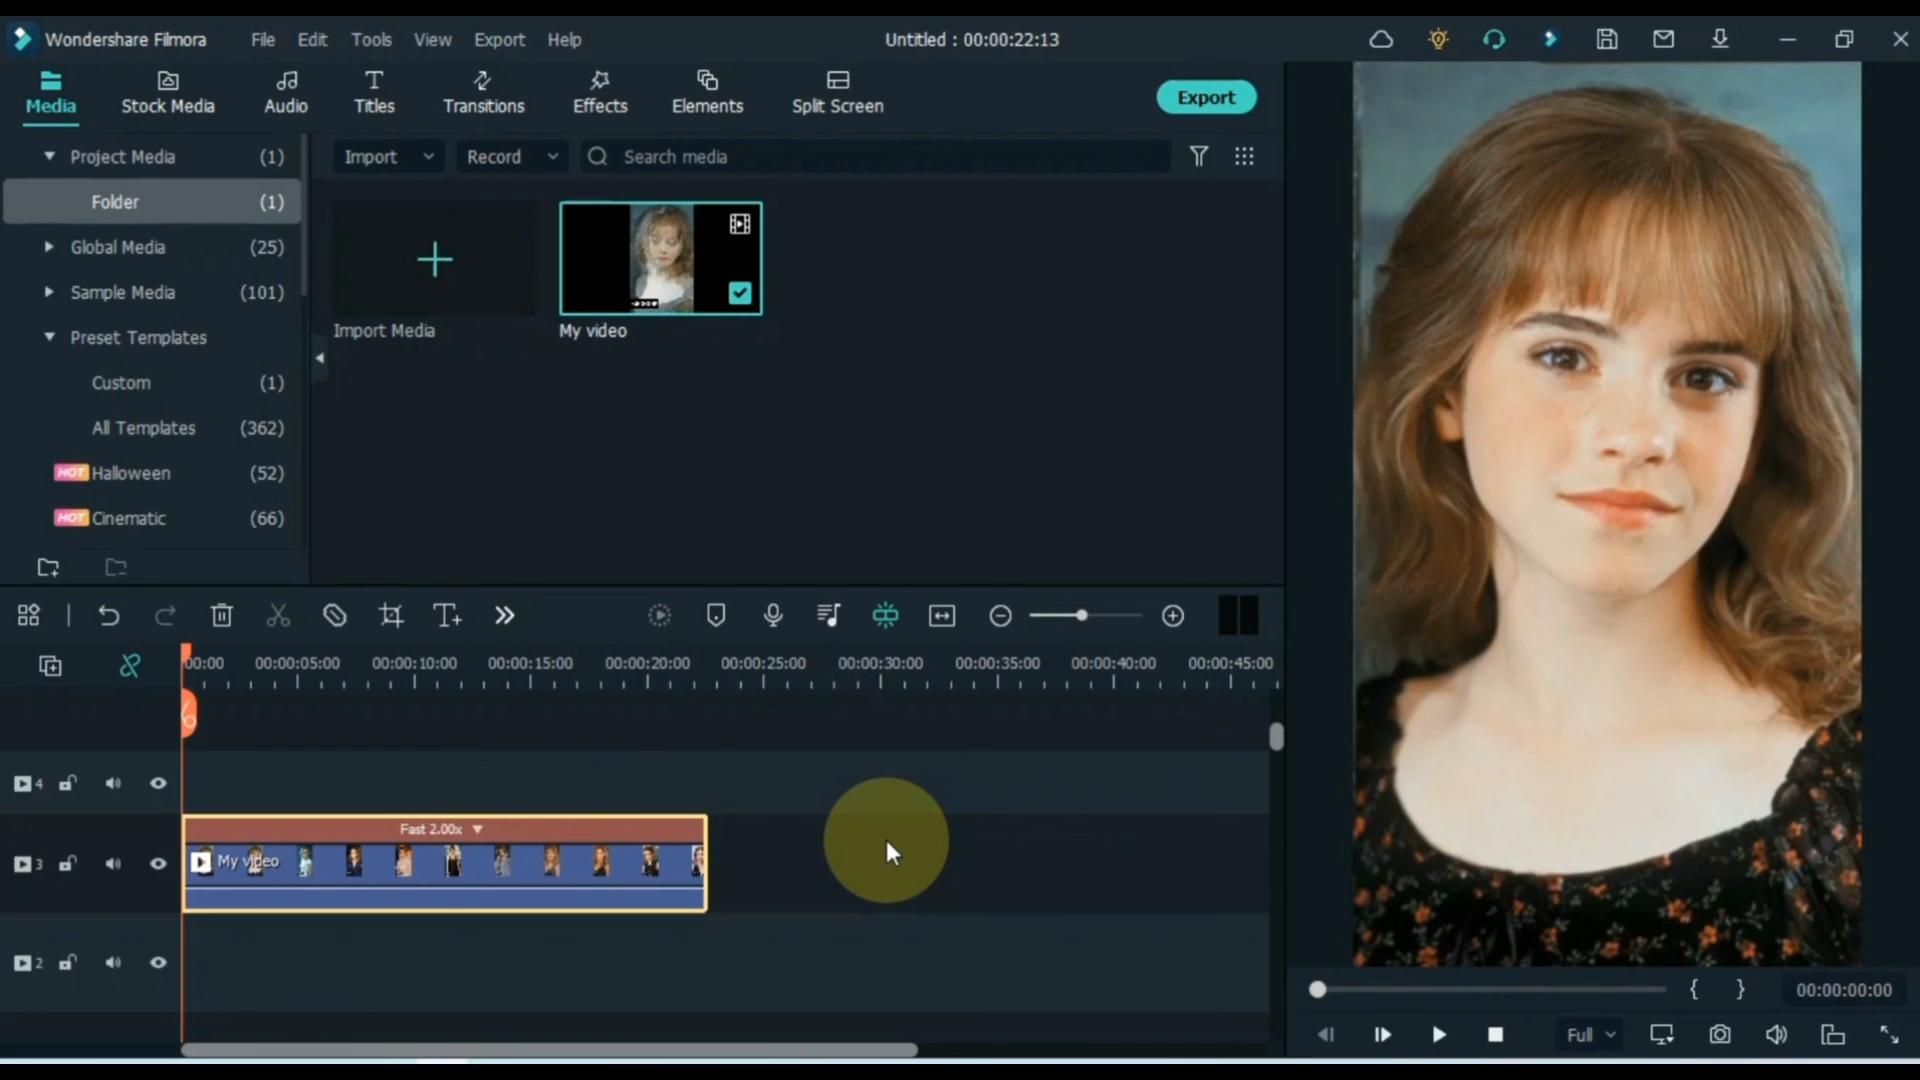 Wondershare Filmora File Edit Tools View Export Help Untitled : 00:00:22:13
Media Stock Media Audio Titles Transitions Effects Elements Split Screen Export
Project Media (1) Import Record Search media
Folder (1)
Global Media (25)
Sample Media (101)
Import Media My video
Preset Templates
Custom (1)
All Templates (362)
HOT Halloween (52)
HOT Cinematic (66)
00:00 00:00:05:00 00:00:10:00 00:00:15:00 00:00:20:00 00:00:25:00 00:00:30:00 00:00:35:00 00:00:40:00 00:00:45:00
4
Fast 2.00x
3 My video
2
{ } 00:00:00:00
Full